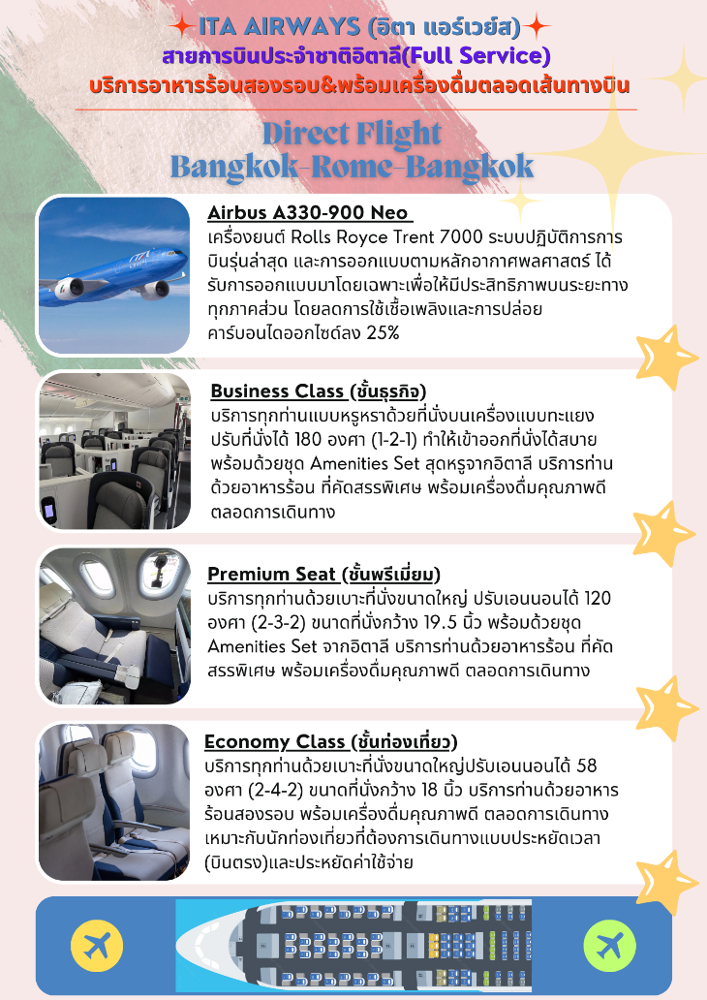 ITA AIRWAYS (อิตา แอร์เวย์ส)
สายการบินประจำชาติอิตาลี(Full Service)
บริการอาหารร้อนสองรอบ&พร้อมเครื่องดื่มตลอดเส้นทางบิน
Direct Flight
Bangkok-Rome-Bangkok
Airbus A330-900 Neo
เครื่องยนต์ Rolls Royce Trent 7000 ระบบปฏิบัติการการ
บินรุ่นล่าสุด และการออกแบบตามหลักอากาศพลศาสตร์ ได้
รับการออกแบบมาโดยเฉพาะเพื่อให้มีประสิทธิภาพบนระยะทาง
ทุกภาคส่วน โดยลดการใช้เชื้อเพลิงและการปล่อย
คาร์บอนไดออกไซด์ลง 25%
Business Class (ชั้นธุรกิจ)
บริการทุกท่านแบบหรูหราด้วยที่นั่งบนเครื่องแบบทะแยง
ปรับที่นั่งได้ 180 องศา (1-2-1) ทำให้เข้าออกที่นั่งได้สบาย
พร้อมด้วยชุด Amenities Set สุดหรูจากอิตาลี บริการท่าน
ด้วยอาหารร้อน ที่คัดสรรพิเศษ พร้อมเครื่องดื่มคุณภาพดี
ตลอดการเดินทาง
Premium Seat (ชั้นพรีเมี่ยม)
บริการทุกท่านด้วยเบาะที่นั่งขนาดใหญ่ ปรับเอนนอนได้ 120
องศา (2-3-2) ขนาดที่นั่งกว้าง 19.5 นิ้ว พร้อมด้วยชุด
Amenities Set จากอิตาลี บริการท่านด้วยอาหารร้อน ที่คัด
สรรพิเศษ พร้อมเครื่องดื่มคุณภาพดี ตลอดการเดินทาง
Economy Class (ชั้นท่องเที่ยว)
บริการทุกท่านด้วยเบาะที่นั่งขนาดใหญ่ปรับเอนนอนได้ 58
องศา (2-4-2) ขนาดที่นั่งกว้าง 18 นิ้ว บริการท่านด้วยอาหาร
ร้อนสองรอบ พร้อมเครื่องดื่มคุณภาพดี ตลอดการเดินทาง
เหมาะกับนักท่องเที่ยวที่ต้องการเดินทางแบบประหยัดเวลา
(บินตรง)และประหยัดค่าใช้จ่าย